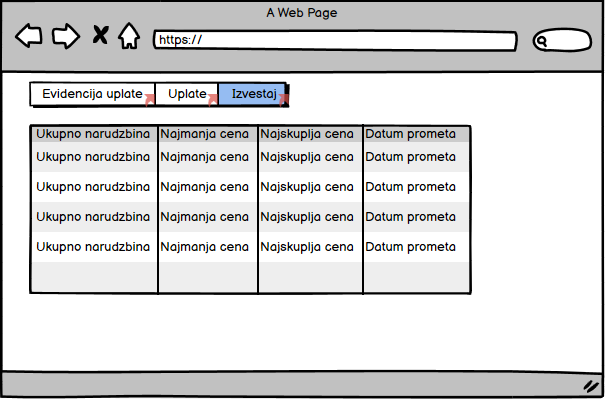 A Web Page
https://
Evidencija uplate Uplate Izvestaj
Ukupno narudzbina Najmanja cena Najskuplja cena Datum prometa
Ukupno narudzbina Najmanja cena Najskuplja cena Datum prometa
Ukupno narudzbina Najmanja cena Najskuplja cena Datum prometa
Ukupno narudzbina Najmanja cena Najskuplja cena Datum prometa
Ukupno narudzbina Najmanja cena Najskuplja cena Datum prometa